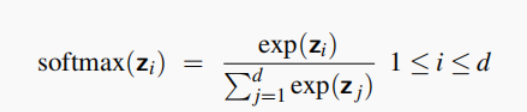 softmax(z_i) = exp(z_i) / ∑_{j=1}^{d} exp(z_j) 1 ≤ i ≤ d